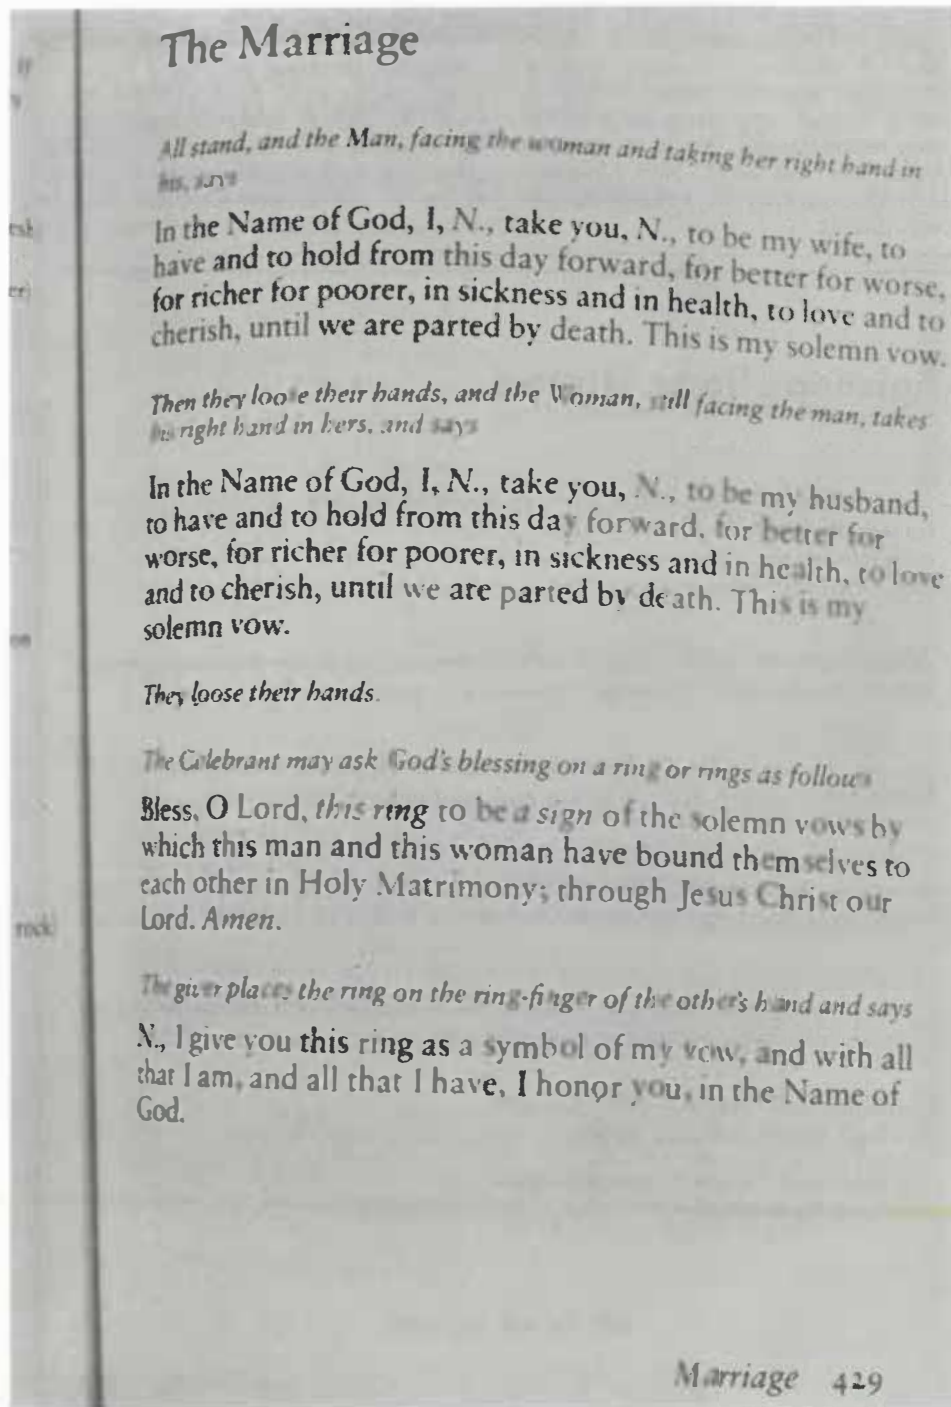 The Marriage
All stand, and the Man, facing the woman and taking her right hand in
his, says
In the Name of God, I, N., take you, N., to be my wife, to
have and to hold from this day forward, for better for worse,
for richer for poorer, in sickness and in health, to love and to
cherish, until we are parted by death. This is my solemn vow.
Then they loose their hands, and the Woman, still facing the man, takes
his right hand in hers, and says
In the Name of God, I, N., take you, N., to be my husband,
to have and to hold from this day forward, for better for
worse, for richer for poorer, in sickness and in health, to love
and to cherish, until we are parted by death. This is my
solemn vow.
They loose their hands.
The Celebrant may ask God's blessing on a ring or rings as follows
Bless, O Lord, this ring to be a sign of the solemn vows by
which this man and this woman have bound themselves to
each other in Holy Matrimony; through Jesus Christ our
Lord. Amen.
The giver places the ring on the ring-finger of the other's hand and says
N., I give you this ring as a symbol of my vow, and with all
that I am, and all that I have, I honor you, in the Name of
God.
Marriage 429